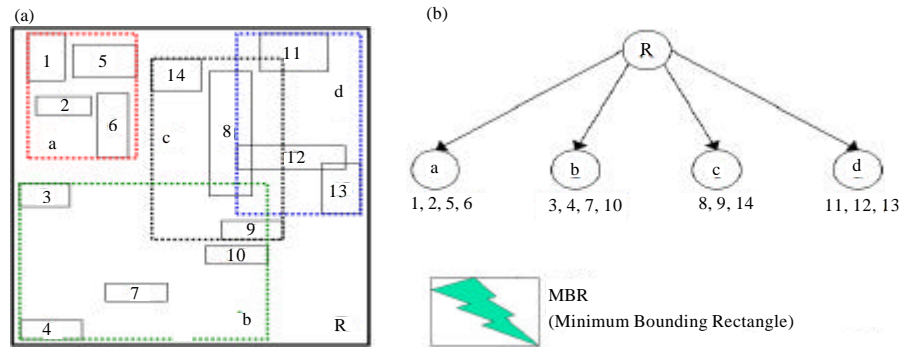 (a)
(b)
1
5
2
6
a
14
8
c
11
d
12
13
3
9
10
7
4
b
R
R
a
b
c
d
1, 2, 5, 6
3, 4, 7, 10
8, 9, 14
11, 12, 13
MBR
(Minimum Bounding Rectangle)